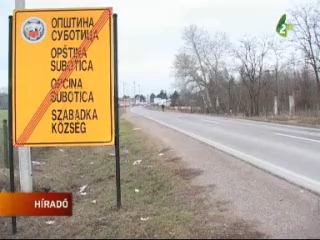 ОПШТИНА
СУБОТИЦА
OPŠTINA
SUBOTICA
OPĆINA
SUBOTICA
SZABADKA
KÖZSÉG
HÍRADÓ